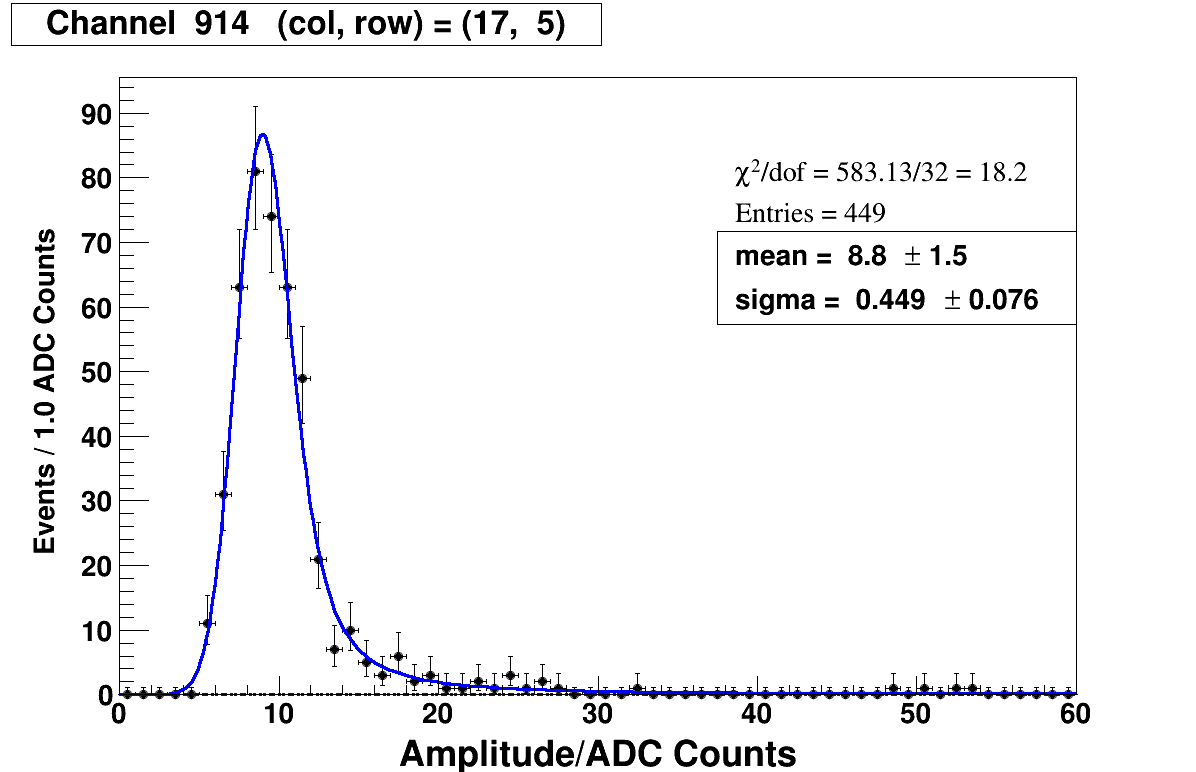 Channel 914 (col, row) = (17, 5)
90
80
70
60
50
40
30
20
10
0
Events / 1.0 ADC Counts
χ²/dof = 583.13/32 = 18.2
Entries = 449
mean = 8.8 ± 1.5
sigma = 0.449 ± 0.076
0 10 20 30 40 50 60
Amplitude/ADC Counts